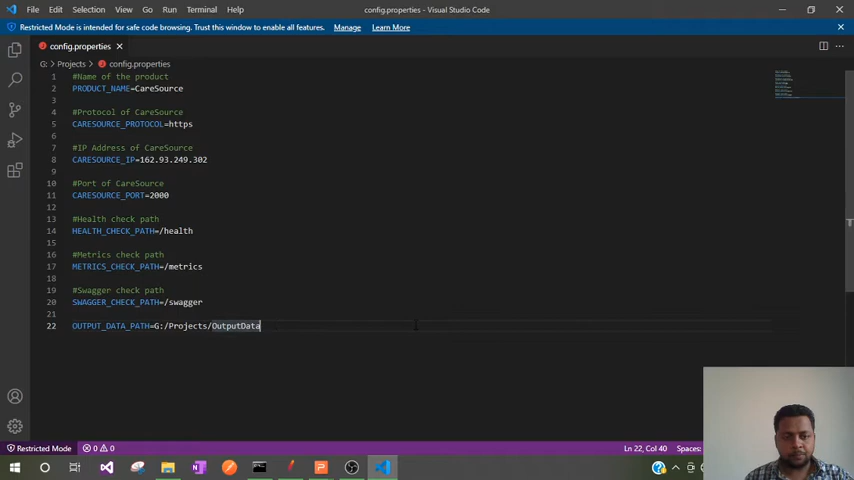 File Edit Selection View Go Run Terminal Help config.properties - Visual Studio Code
Restricted Mode is intended for safe code browsing. Trust this window to enable all features. Manage Learn More
config.properties
G: Projects config.properties
1 #Name of the product
2 PRODUCT_NAME=CareSource
3
4 #Protocol of CareSource
5 CARESOURCE_PROTOCOL=https
6
7 #IP Address of CareSource
8 CARESOURCE_IP=162.93.249.302
9
10 #Port of CareSource
11 CARESOURCE_PORT=2000
12
13 #Health check path
14 HEALTH_CHECK_PATH=/health
15
16 #Metrics check path
17 METRICS_CHECK_PATH=/metrics
18
19 #Swagger check path
20 SWAGGER_CHECK_PATH=/swagger
21
22 OUTPUT_DATA_PATH=G:/Projects/OutputData
Restricted Mode 0 0 Ln 22, Col 40 Spaces: